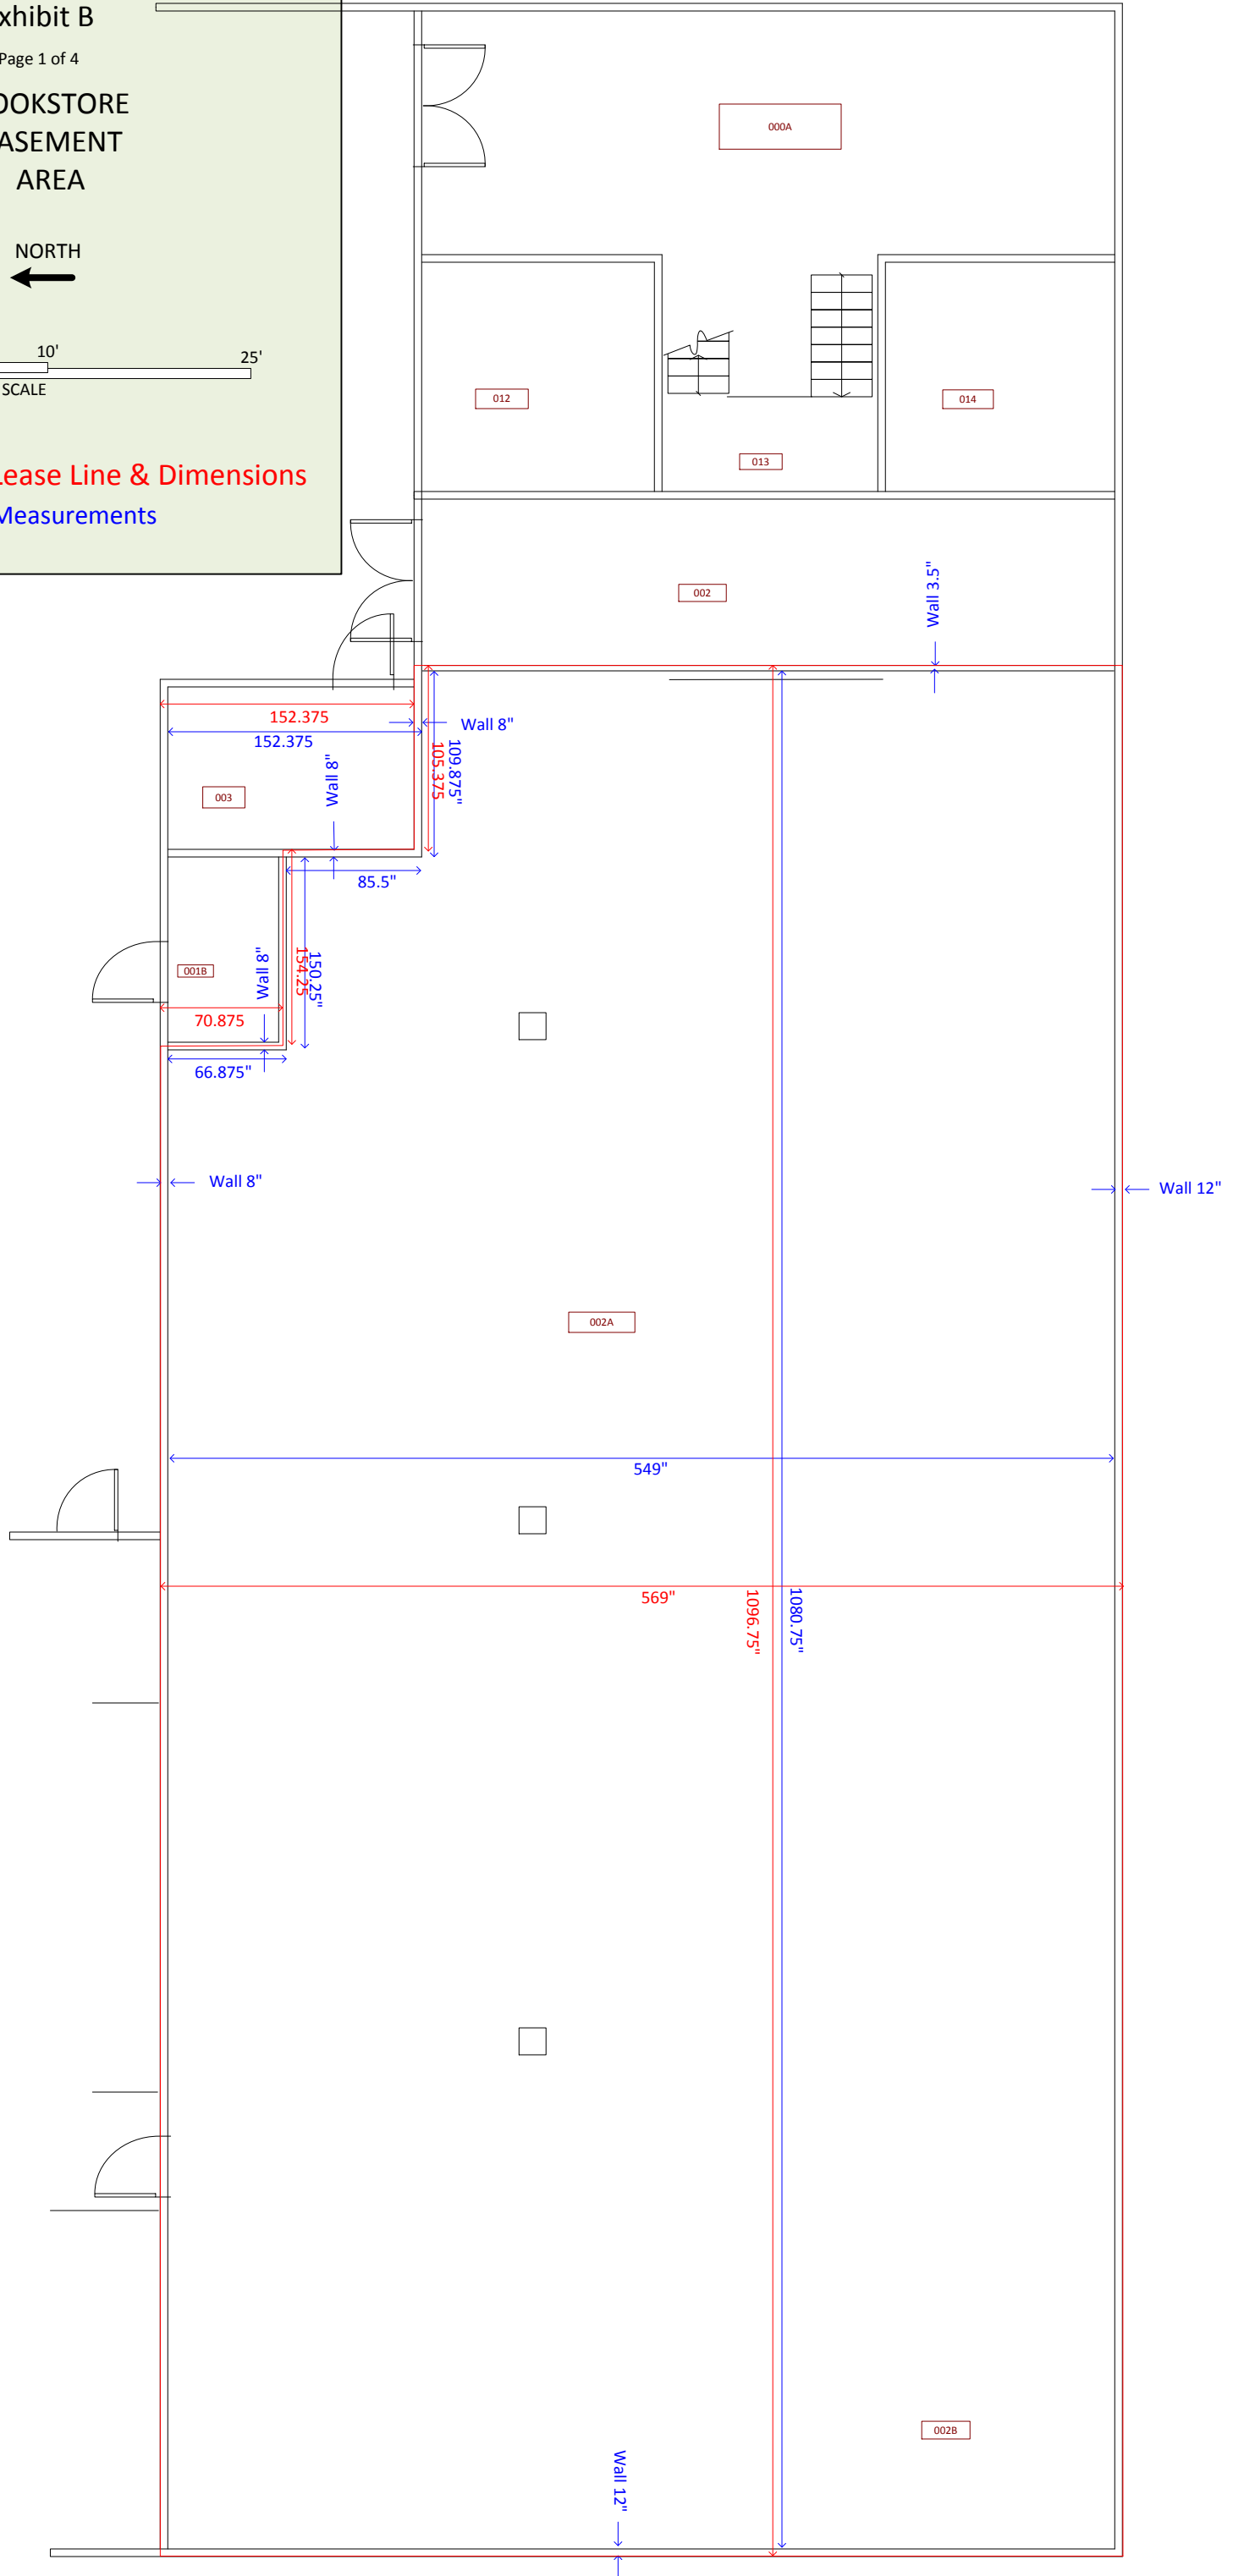 xhibit B
Page 1 of 4
OOKSTORE
ASEMENT
AREA
NORTH
10'
25'
SCALE
Lease Line & Dimensions
Measurements
000A
012
014
013
002
Wall 3.5"
152.375
152.375
Wall 8"
109.875"
105.375
Wall 8"
003
85.5"
Wall 8"
154.25
150.25"
001B
70.875
66.875"
Wall 8"
Wall 12"
002A
549"
569"
1096.75"
1080.75"
002B
Wall 12"